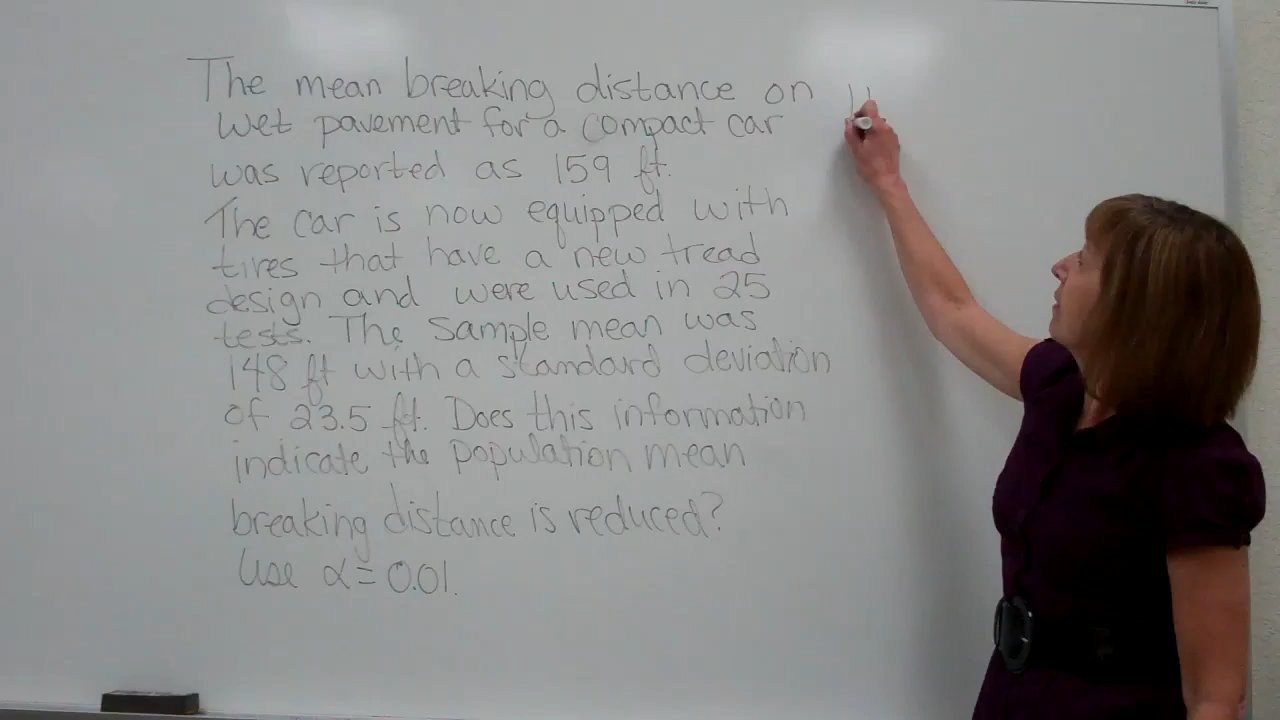 The mean breaking distance on
wet pavement for a compact car
was reported as 159 ft.
The car is now equipped with
tires that have a new tread
design and were used in 25
tests. The sample mean was
148 ft with a standard deviation
of 23.5 ft. Does this information
indicate the population mean
breaking distance is reduced?
Use α = 0.01.